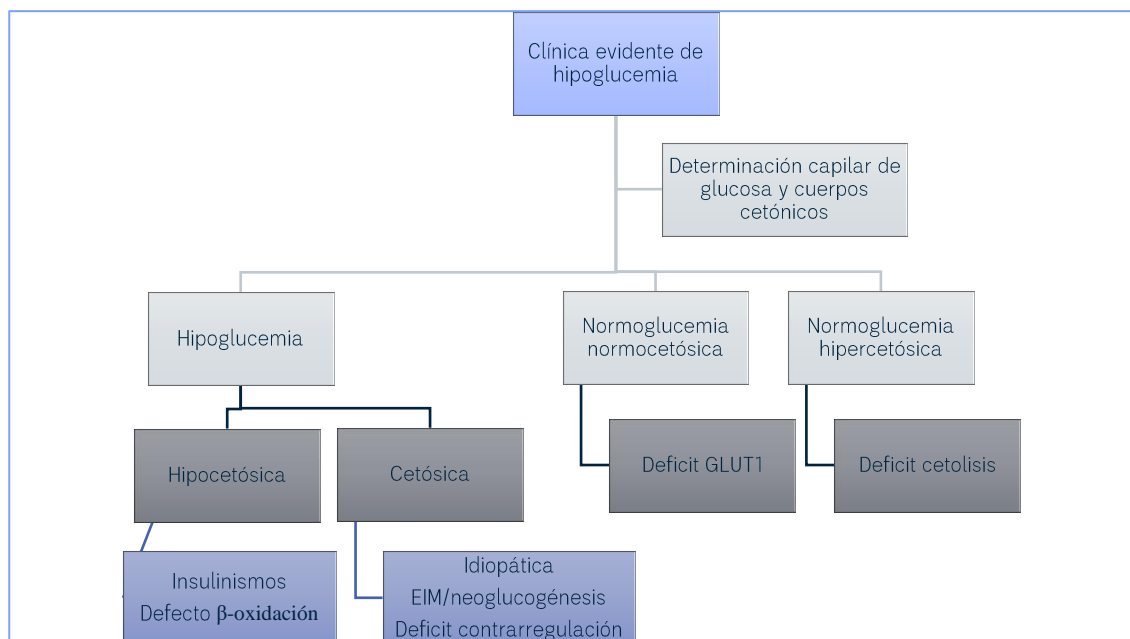 Clínica evidente de
hipoglucemia
Determinación capilar de
glucosa y cuerpos
cetónicos
Hipoglucemia
Normoglucemia
normocetósica
Normoglucemia
hipercetósica
Hipocetósica
Cetósica
Deficit GLUT1
Deficit cetolisis
Insulinismos
Defecto β-oxidación
Idiopática
EIM/neoglucogénesis
Deficit contrarregulación